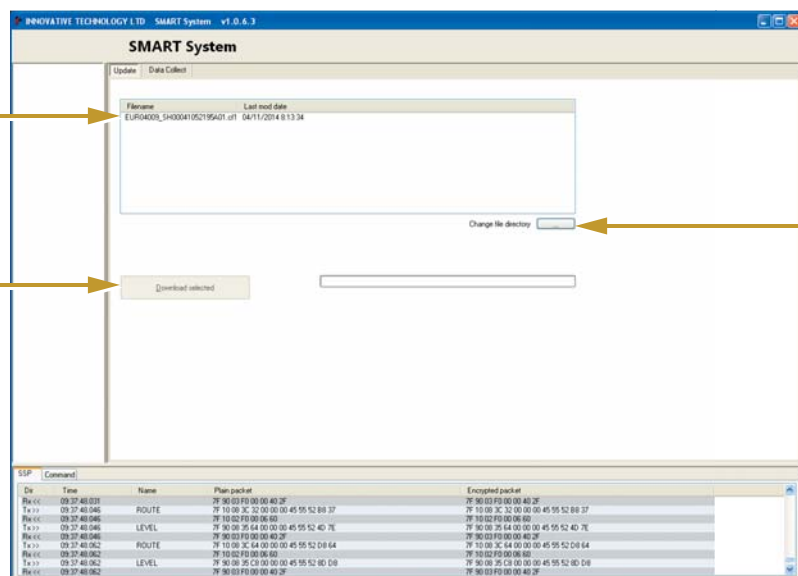 INNOVATIVE TECHNOLOGY LTD SMART System v1.0.6.3
SMART System
Update Data Collect
Filename Last mod date
EUR04009_SH00041052195A01.cf1 04/11/2014 8:13:34
Change file directory ...
Download selected
SSP Command
Dir Time Name Plain packet Encrypted packet
Rx << 09:37:48.031 7F 90 03 F0 00 00 40 2F 7F 90 03 F0 00 00 40 2F
Tx >> 09:37:48.046 ROUTE 7F 10 08 3C 32 00 00 00 45 55 52 B8 37 7F 10 08 3C 32 00 00 00 45 55 52 B8 37
Rx << 09:37:48.046 7F 10 02 F0 00 06 60 7F 10 02 F0 00 06 60
Tx >> 09:37:48.046 LEVEL 7F 90 08 35 64 00 00 00 45 55 52 4D 7E 7F 90 08 35 64 00 00 00 45 55 52 4D 7E
Rx << 09:37:48.046 7F 90 03 F0 00 00 40 2F 7F 90 03 F0 00 00 40 2F
Tx >> 09:37:48.062 ROUTE 7F 10 08 3C 64 00 00 00 45 55 52 D8 64 7F 10 08 3C 64 00 00 00 45 55 52 D8 64
Rx << 09:37:48.062 7F 10 02 F0 00 06 60 7F 10 02 F0 00 06 60
Tx >> 09:37:48.062 LEVEL 7F 90 08 35 C8 00 00 00 45 55 52 8D D8 7F 90 08 35 C8 00 00 00 45 55 52 8D D8
Rx << 09:37:48.062 7F 90 03 F0 00 00 40 2F 7F 90 03 F0 00 00 40 2F